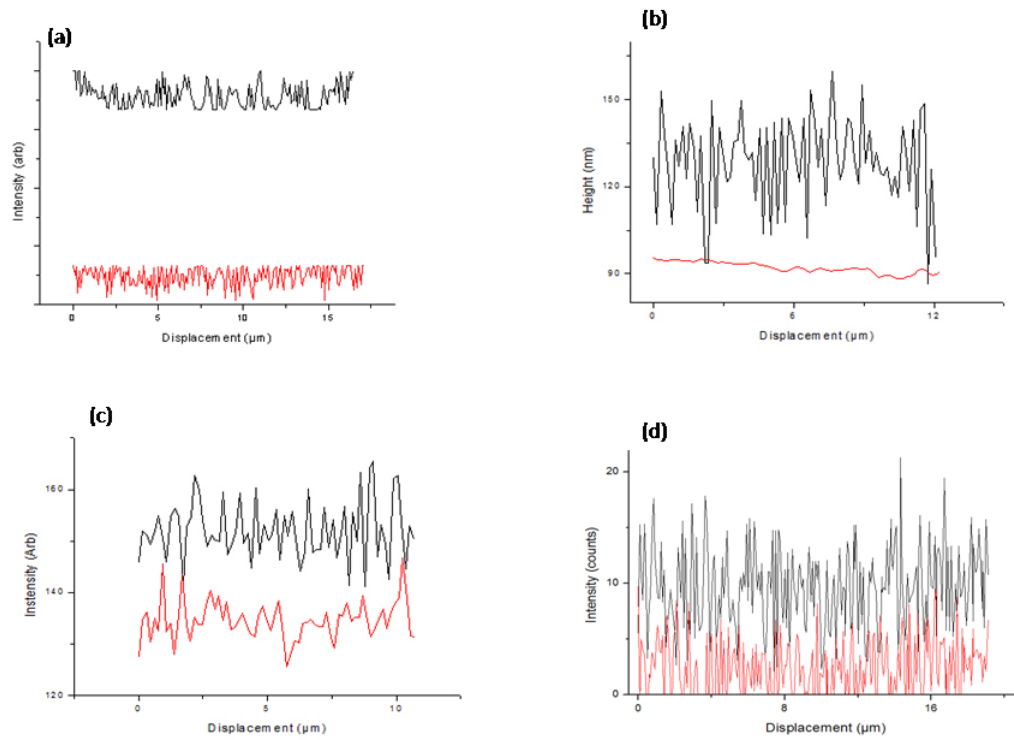 (a)
Intensity (arb)
0 5 10 15
Displacement (µm)
(b)
Height (nm)
150
120
90
0 6 12
Displacement (µm)
(c)
Instensity (Arb)
160
140
120
0 5 10
Displacement (µm)
(d)
Intensity (counts)
20
10
0
0 8 16
Displacement (µm)